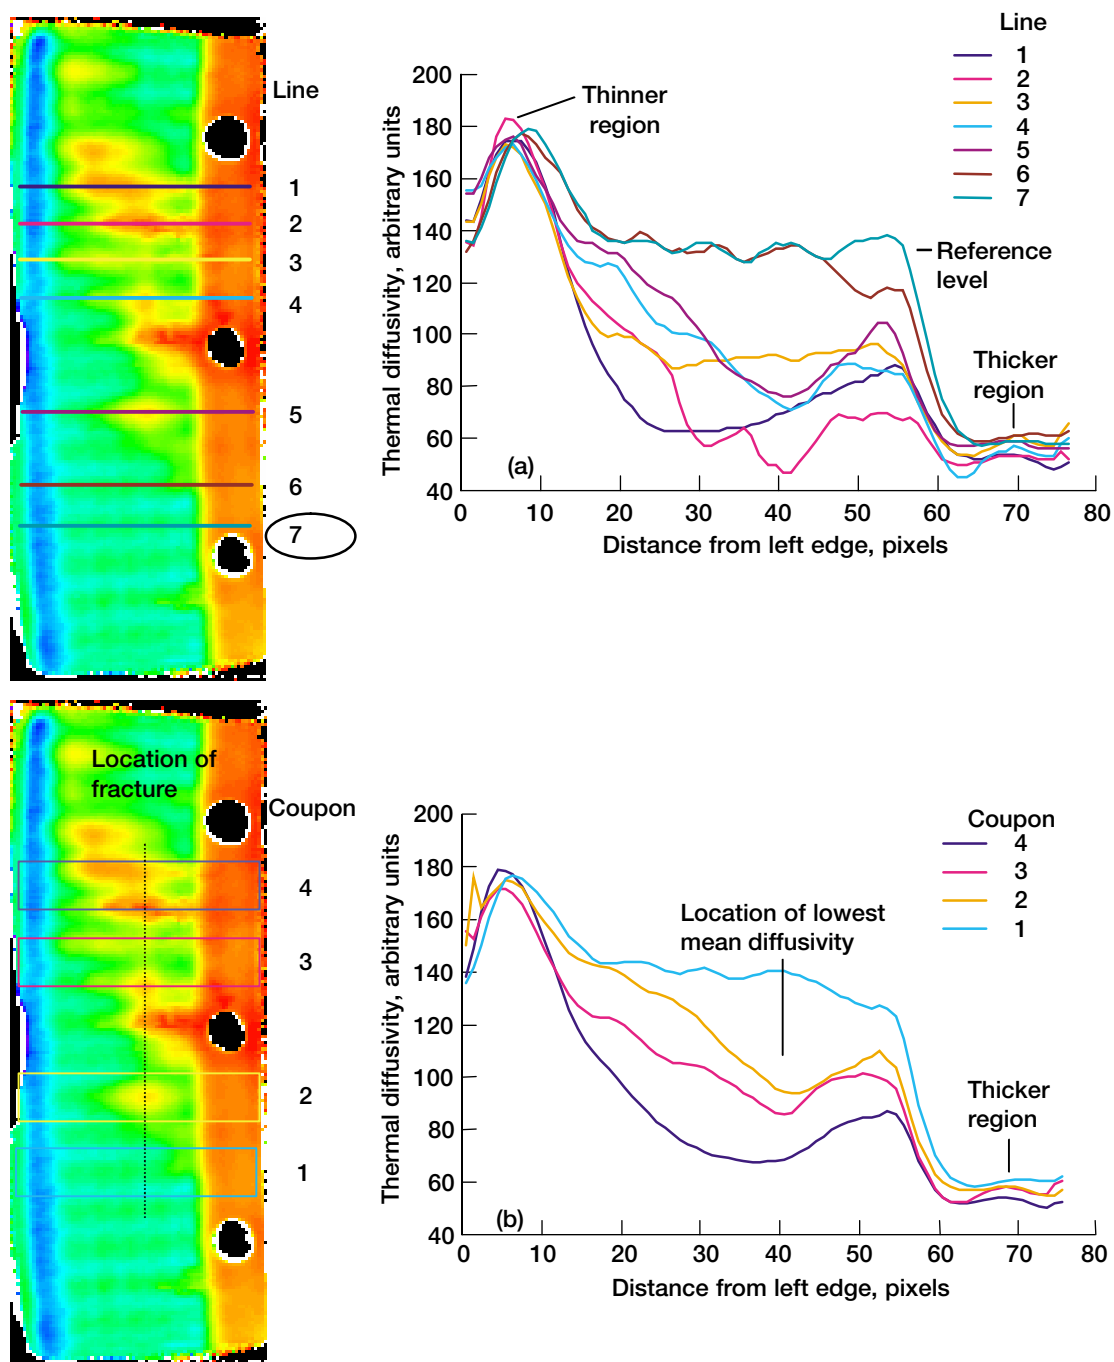 Line
1
2
3
4
5
6
7
Line
1
2
3
4
5
6
7
200
180
160
140
120
100
80
60
40
Thermal diffusivity, arbitrary units
Thinner
region
Reference
level
Thicker
region
(a)
0 10 20 30 40 50 60 70 80
Distance from left edge, pixels
Location of
fracture
Coupon
4
3
2
1
Coupon
4
3
2
1
200
180
160
140
120
100
80
60
40
Thermal diffusivity, arbitrary units
Location of lowest
mean diffusivity
Thicker
region
(b)
0 10 20 30 40 50 60 70 80
Distance from left edge, pixels